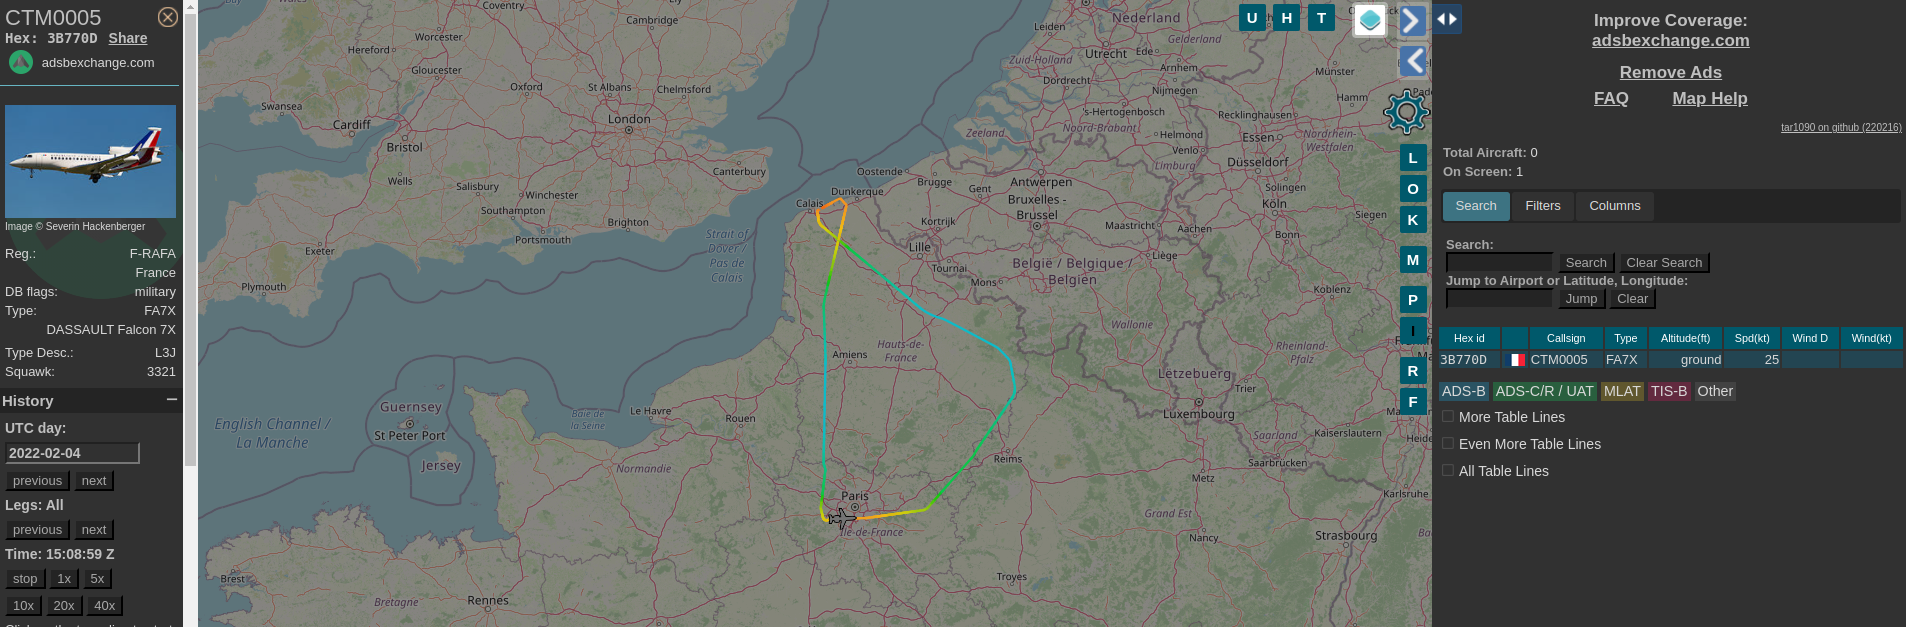 CTM0005
Hex: 3B770D Share
adsbexchange.com
Image © Severin Hackenberger
Reg.: F-RAFA
France
DB flags: military
Type: FA7X
DASSAULT Falcon 7X
Type Desc.: L3J
Squawk: 3321
History −
UTC day:
2022-02-04
previous next
Legs: All
previous next
Time: 15:08:59 Z
stop 1x 5x
10x 20x 40x
Coventry
Cambridge
Worcester
Hereford
Gloucester
Oxford
St Albans
Chelmsford
Swansea
London
Cardiff
Bristol
Wells
Salisbury
Winchester
Canterbury
Southampton
Brighton
Portsmouth
Exeter
Plymouth
Strait of
Dover /
Pas de
Calais
Calais
Dunkerque
Oostende
Brugge
Gent
Antwerpen
Bruxelles -
Brussel
Kortrijk
Lille
Tournai
Mons
België / Belgique /
Belgien
Maastricht
Liège
Aachen
Wallonie
Nederland
Leiden
Utrecht
Ede
Gelderland
Zuid-Holland
Arnhem
Dordrecht
Nijmegen
's-Hertogenbosch
Zeeland
Noord-Brabant
Helmond
Venlo
Limburg
Münster
Hamm
Recklinghausen
Essen
Nordrhein-
Westfalen
Düsseldorf
Solingen
Köln
Siegen
Bonn
Koblenz
Rheinland-
Pfalz
Lëtzebuerg
Trier
Luxembourg
Saarland
Kaiserslautern
Saarbrücken
Metz
Karlsruhe
Grand Est
Nancy
Strasbourg
Amiens
Hauts-de-
France
English Channel /
La Manche
Guernsey
St Peter Port
Jersey
Baie de
la Seine
Le Havre
Rouen
Normandie
Reims
Paris
Île-de-France
Troyes
Brest
Bretagne
Rennes
U H T
L
O
K
M
P
I
R
F
Improve Coverage:
adsbexchange.com
Remove Ads
FAQ Map Help
tar1090 on github (220216)
Total Aircraft: 0
On Screen: 1
Search Filters Columns
Search:
Search Clear Search
Jump to Airport or Latitude, Longitude:
Jump Clear
Hex id Callsign Type Altitude(ft) Spd(kt) Wind D Wind(kt)
3B770D CTM0005 FA7X ground 25
ADS-B ADS-C/R / UAT MLAT TIS-B Other
More Table Lines
Even More Table Lines
All Table Lines